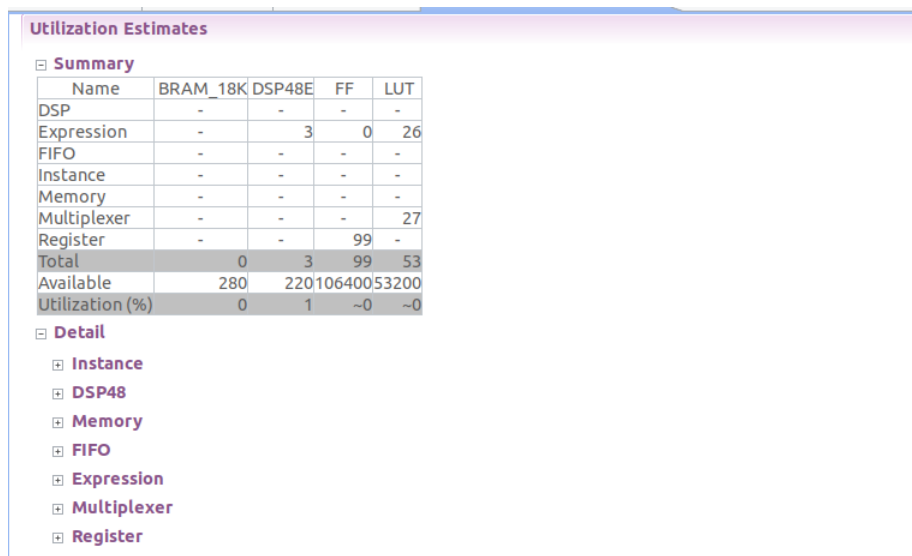 Utilization Estimates
Summary
Name BRAM_18K DSP48E FF LUT
DSP - - - -
Expression - 3 0 26
FIFO - - - -
Instance - - - -
Memory - - - -
Multiplexer - - - 27
Register - - 99 -
Total 0 3 99 53
Available 280 220 106400 53200
Utilization (%) 0 1 ~0 ~0
Detail
Instance
DSP48
Memory
FIFO
Expression
Multiplexer
Register